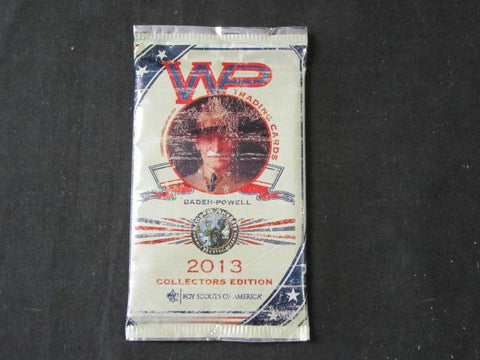 WP
TRADING CARDS
BADEN-POWELL
2013
COLLECTORS EDITION
BOY SCOUTS OF AMERICA